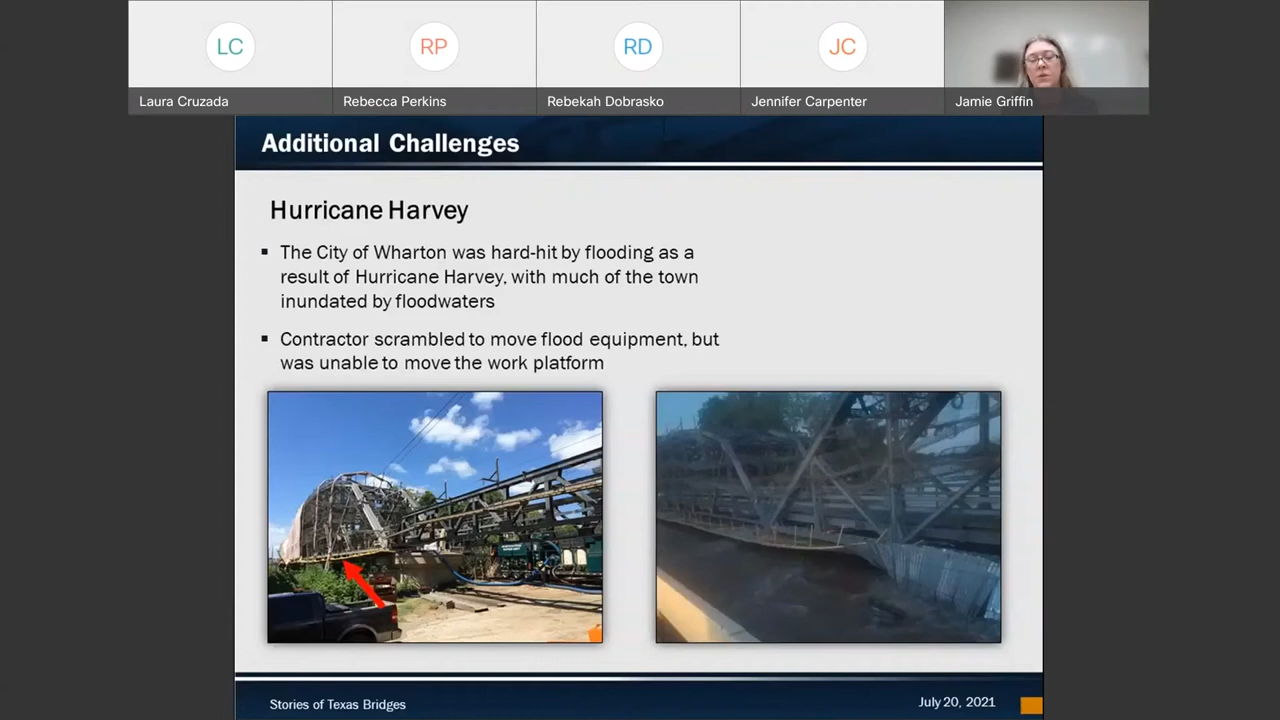 LC
RP
RD
JC
Laura Cruzada
Rebecca Perkins
Rebekah Dobrasko
Jennifer Carpenter
Jamie Griffin
Additional Challenges
Hurricane Harvey
▪ The City of Wharton was hard-hit by flooding as a
result of Hurricane Harvey, with much of the town
inundated by floodwaters
▪ Contractor scrambled to move flood equipment, but
was unable to move the work platform
Stories of Texas Bridges
July 20, 2021